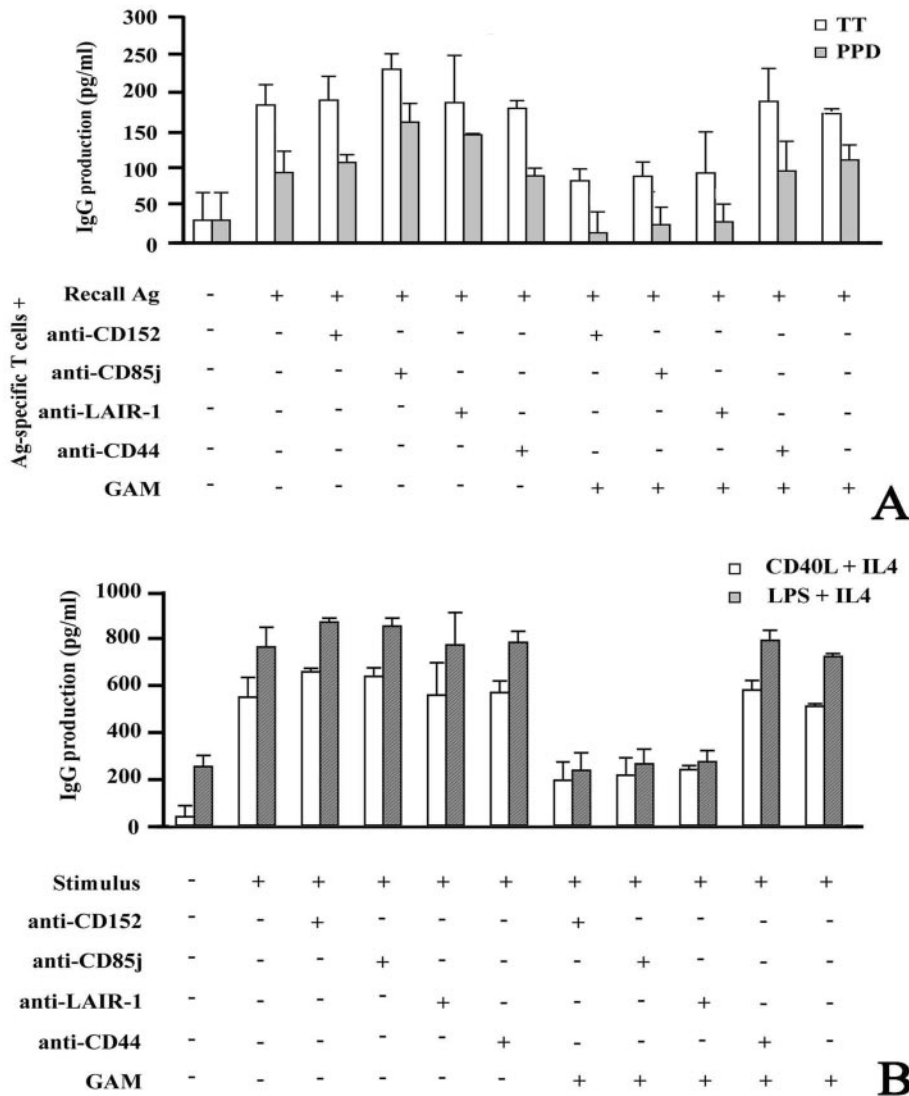 TT
PPD
IgG production (pg/ml)
300
250
200
150
100
50
0
Ag-specific T cells +
Recall Ag - + + + + + + + + + +
anti-CD152 - - + - - - + - - - -
anti-CD85j - - - + - - - + - - -
anti-LAIR-1 - - - - + - - - + - -
anti-CD44 - - - - - + - - - + -
GAM - - - - - - + + + + +
A
CD40L + IL4
LPS + IL4
IgG production (pg/ml)
1000
800
600
400
200
0
Stimulus - + + + + + + + + + +
anti-CD152 - - + - - - + - - - -
anti-CD85j - - - + - - - + - - -
anti-LAIR-1 - - - - + - - - + - -
anti-CD44 - - - - - + - - - + -
GAM - - - - - - + + + + +
B